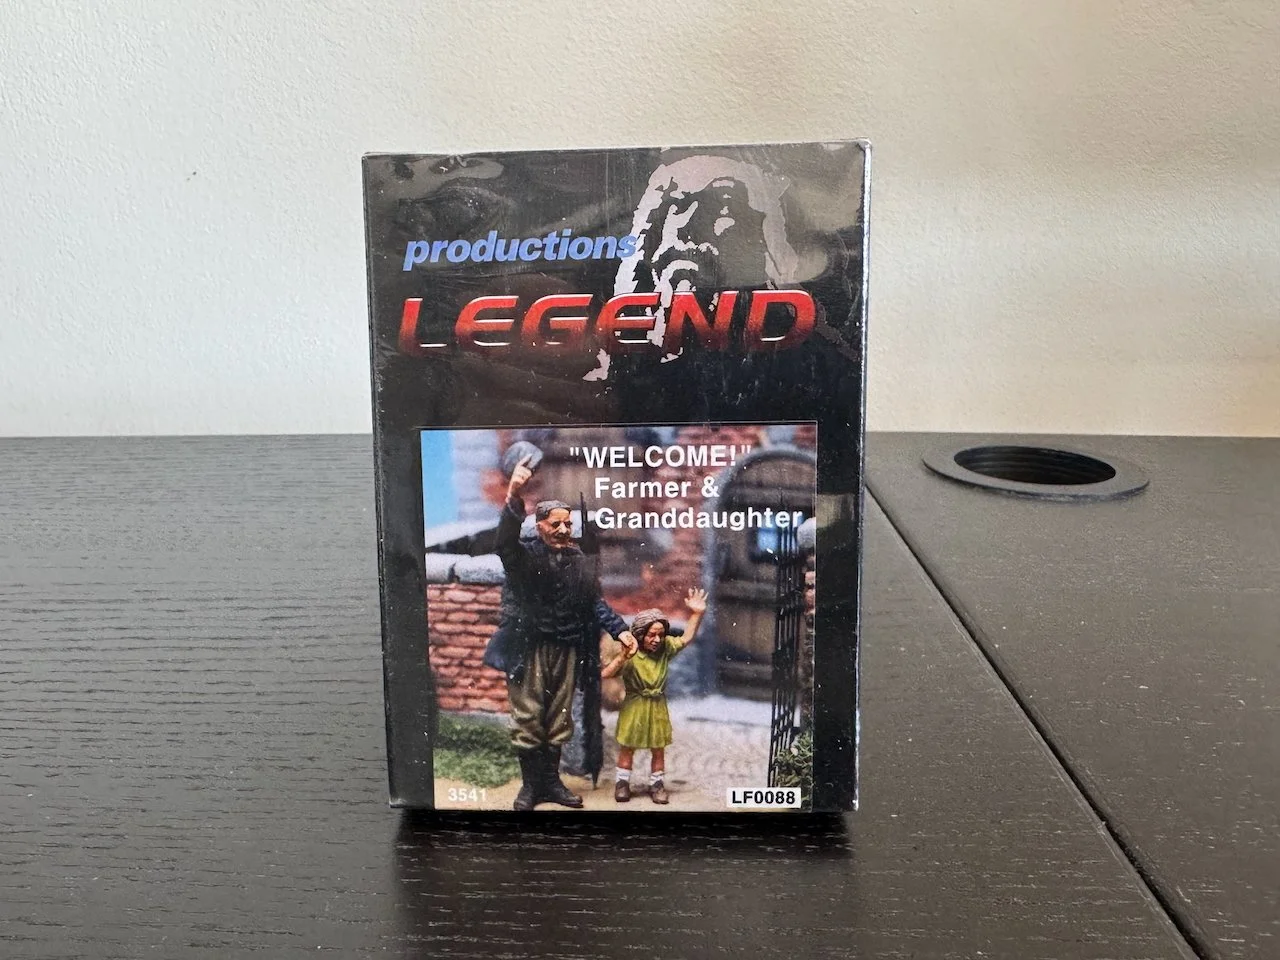 productions
LEGEND
"WELCOME!"
Farmer &
Granddaughter
3541
LF0088